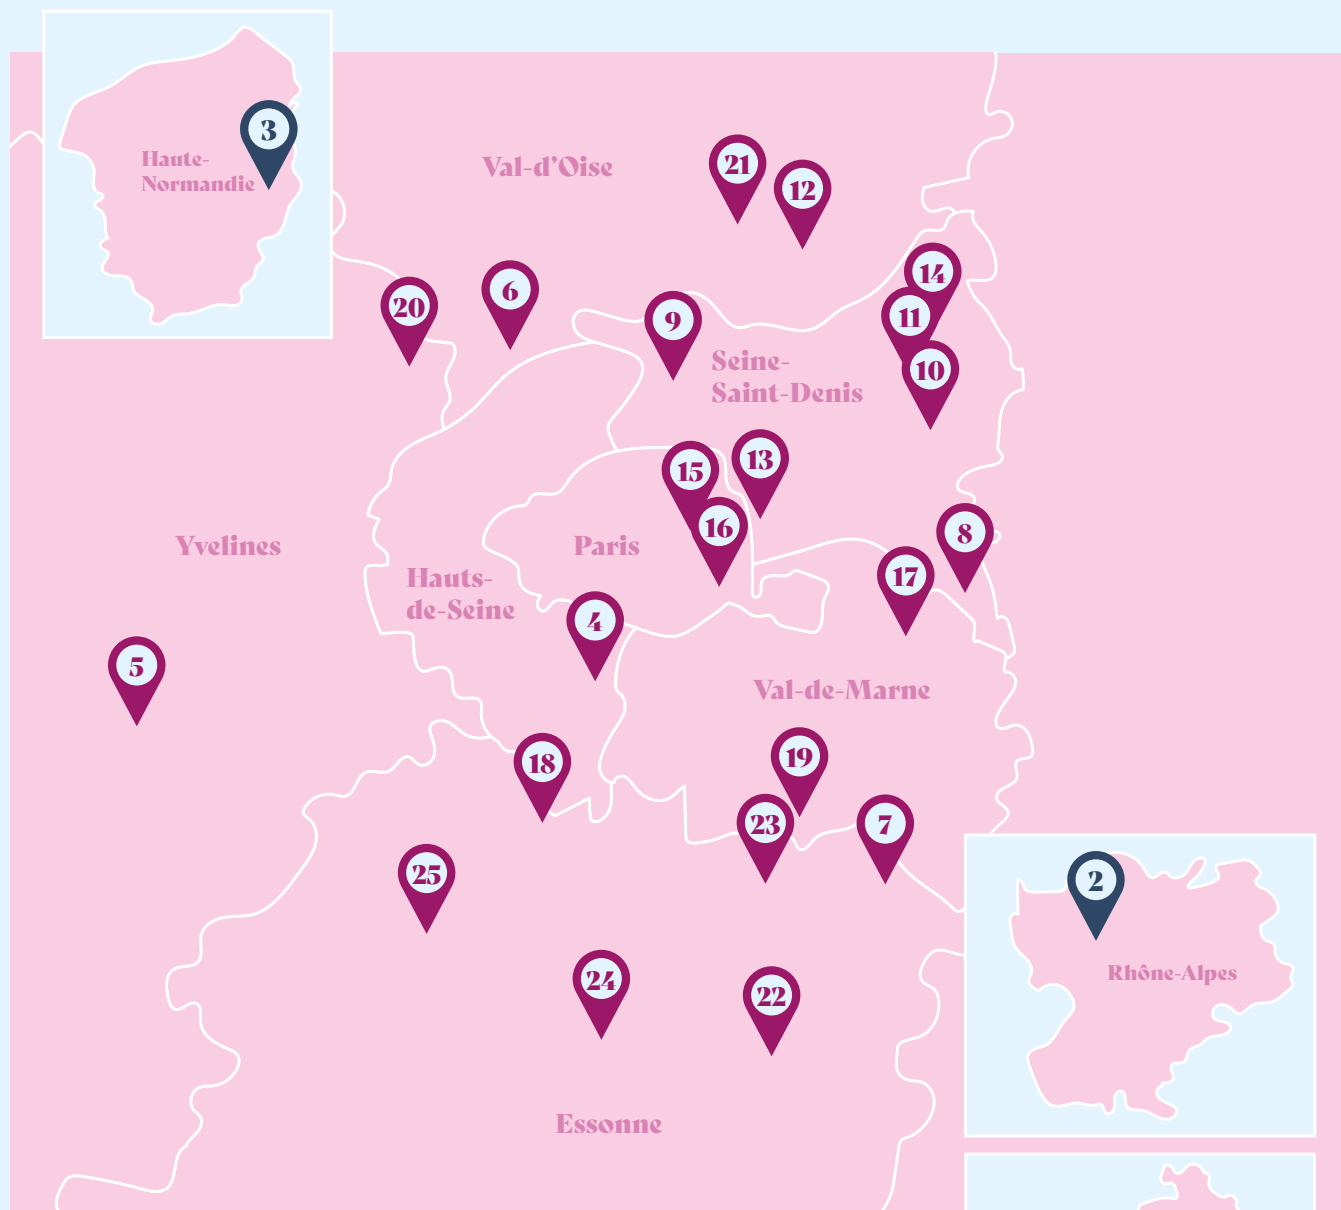 3
Haute-
Normandie
Val-d'Oise
21
12
14
20
6
11
9
Seine-
Saint-Denis
10
15
13
16
Yvelines
Paris
8
Hauts-
de-Seine
17
4
5
Val-de-Marne
18
19
23
7
25
2
Rhône-Alpes
24
22
Essonne